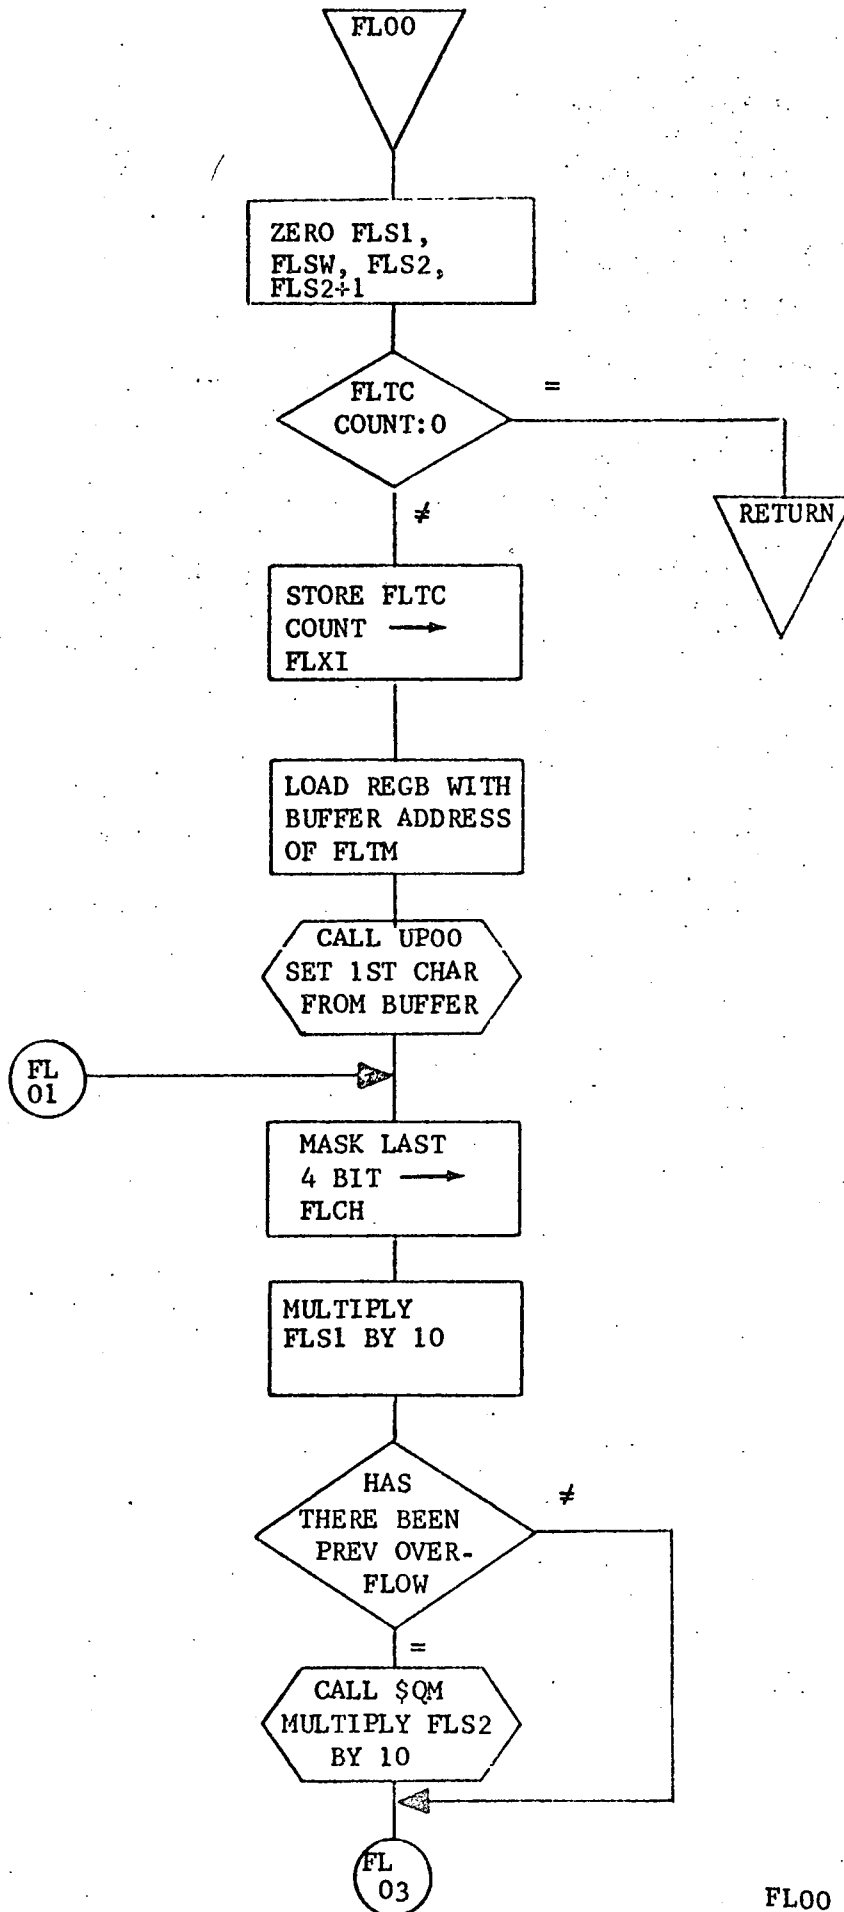 FL00
ZERO FLS1,
FLSW, FLS2,
FLS2+1
FLTC
COUNT:0
=
RETURN
≠
STORE FLTC
COUNT →
FLXI
LOAD REGB WITH
BUFFER ADDRESS
OF FLTM
CALL UP00
SET 1ST CHAR
FROM BUFFER
FL
01
MASK LAST
4 BIT →
FLCH
MULTIPLY
FLS1 BY 10
HAS
THERE BEEN
PREV OVER-
FLOW
≠
=
CALL $QM
MULTIPLY FLS2
BY 10
FL
03
FL00